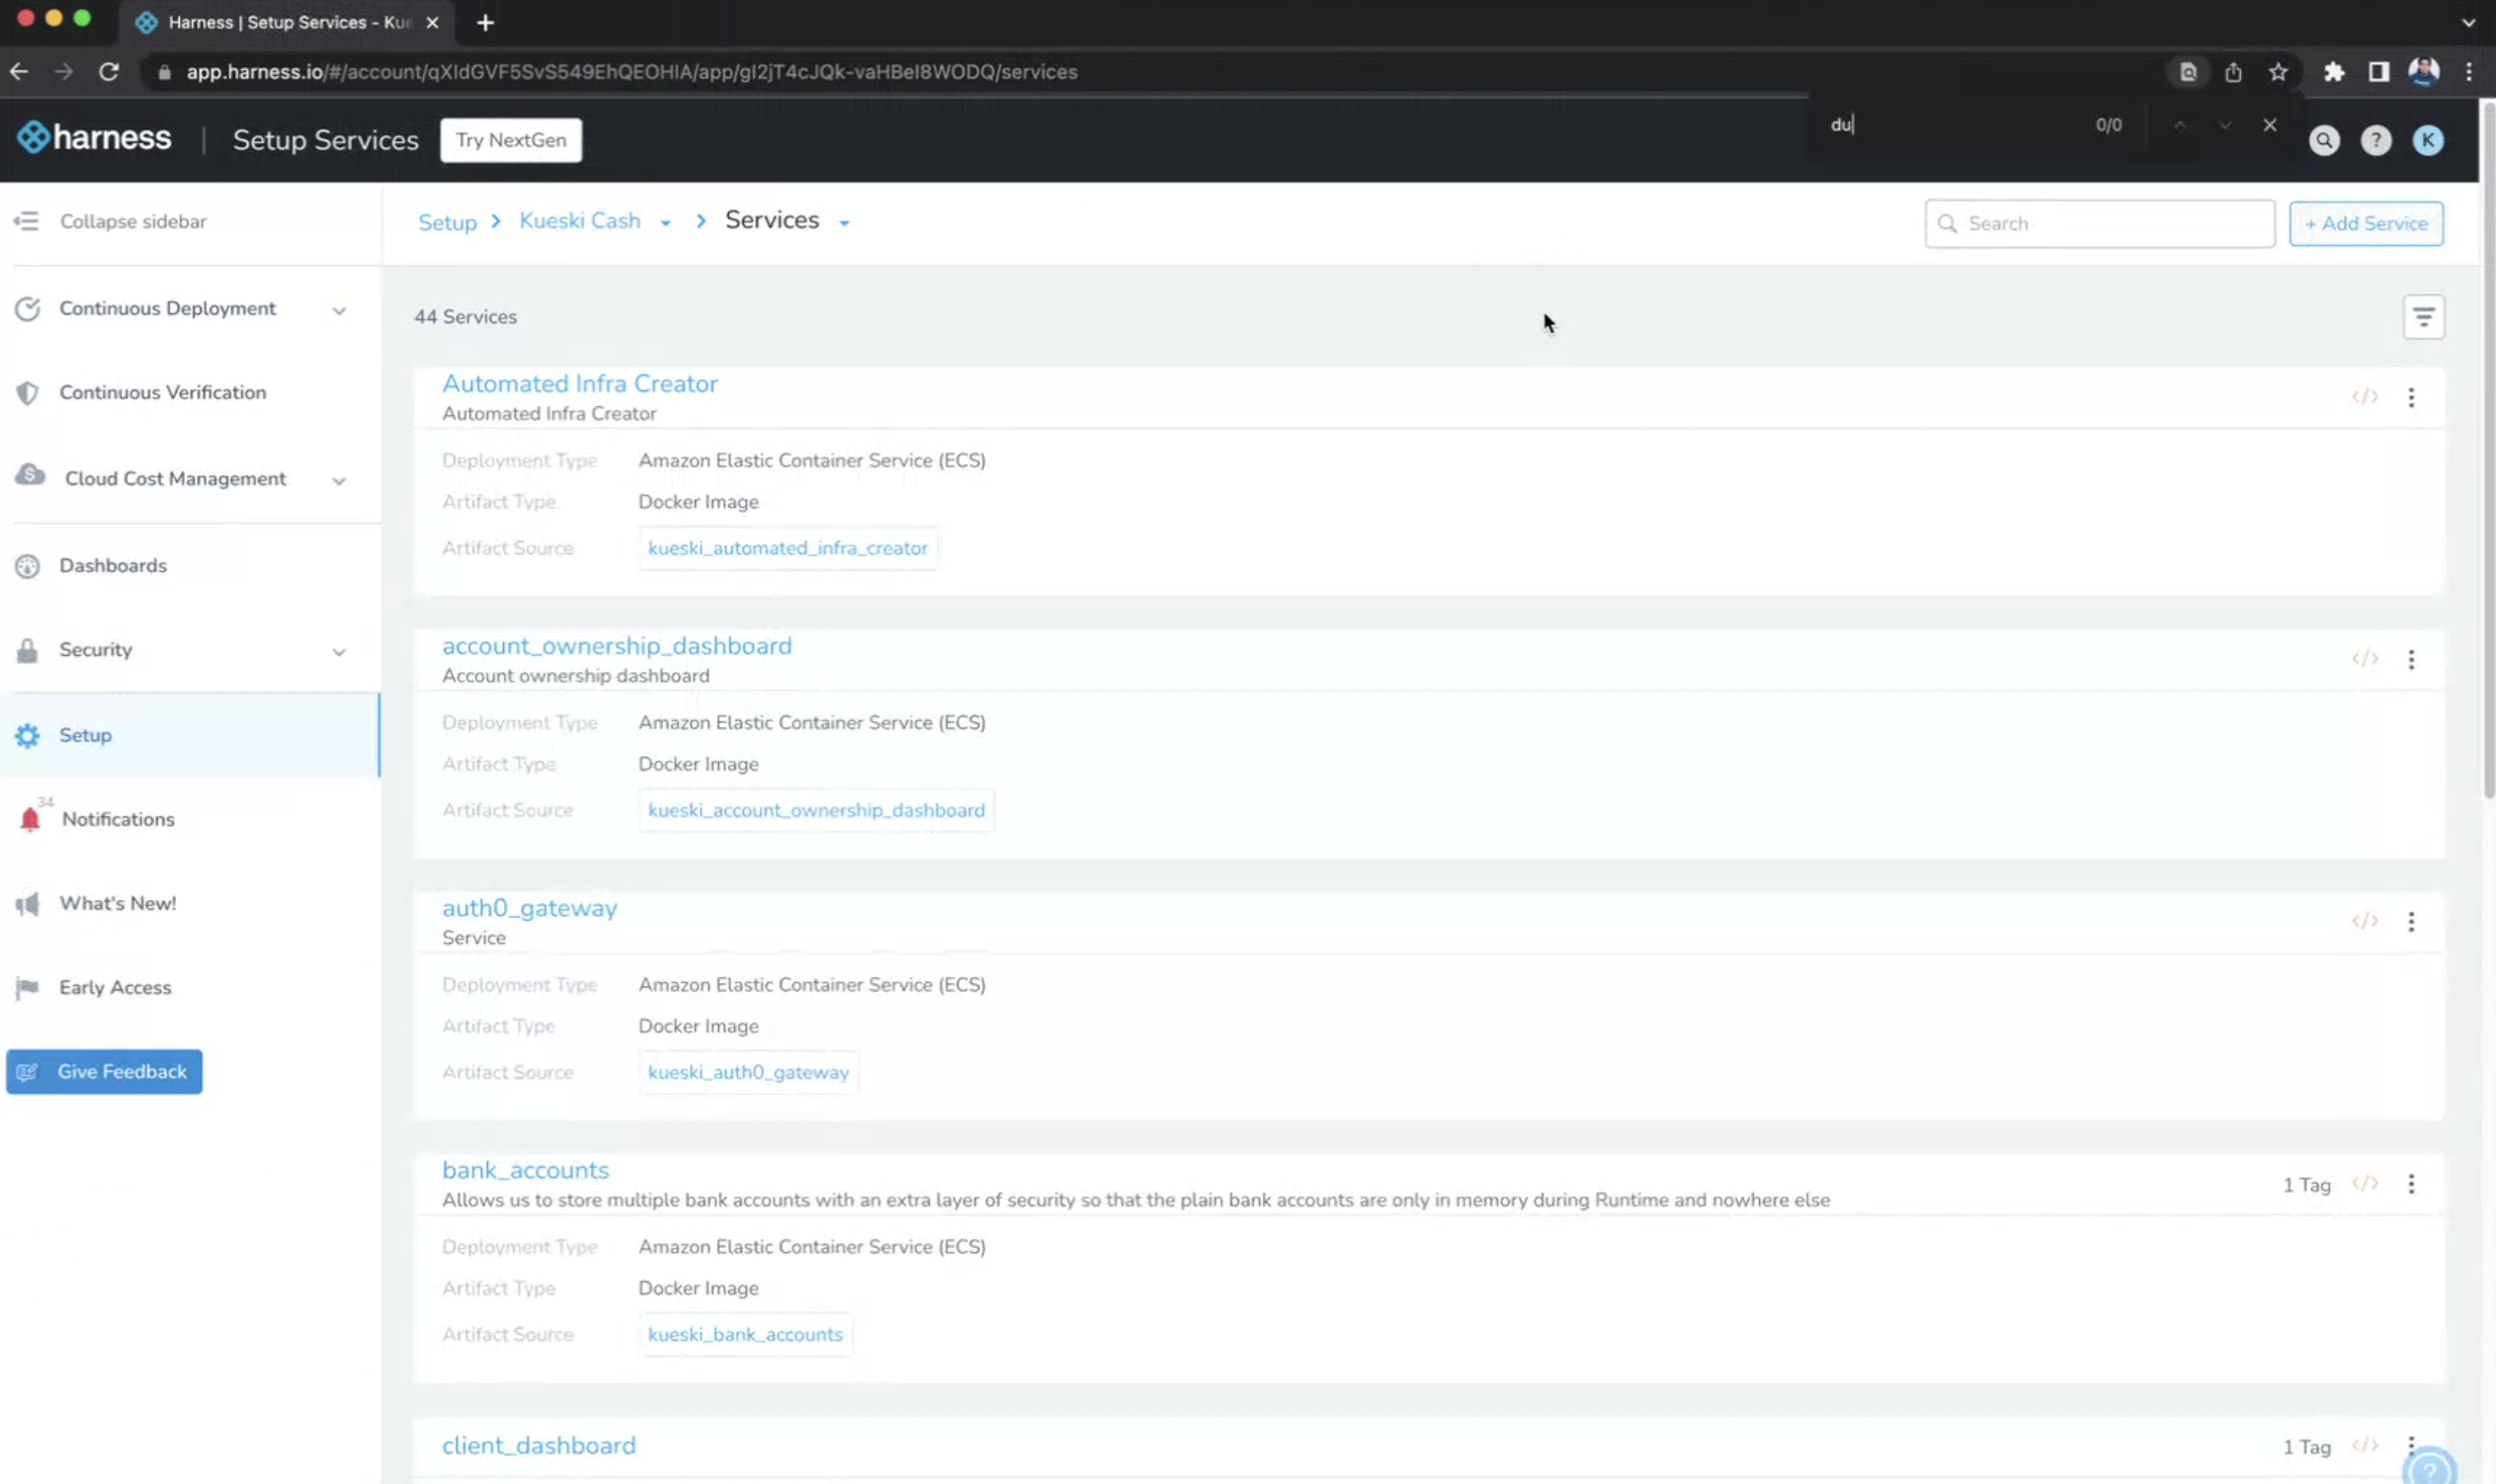 Harness | Setup Services - Kue
app.harness.io/#/account/qXIdGVF5SvS549EhQEOHIA/app/gI2jT4cJQk-vaHBeI8WODQ/services
du
0/0
harness
Setup Services
Try NextGen
?
K
Collapse sidebar
Setup
Kueski Cash
Services
Search
+ Add Service
Continuous Deployment
Continuous Verification
Cloud Cost Management
Dashboards
Security
Setup
34
Notifications
What's New!
Early Access
Give Feedback
44 Services
Automated Infra Creator
Automated Infra Creator
</>
Deployment Type Amazon Elastic Container Service (ECS)
Artifact Type Docker Image
Artifact Source kueski_automated_infra_creator
account_ownership_dashboard
Account ownership dashboard
</>
Deployment Type Amazon Elastic Container Service (ECS)
Artifact Type Docker Image
Artifact Source kueski_account_ownership_dashboard
auth0_gateway
Service
</>
Deployment Type Amazon Elastic Container Service (ECS)
Artifact Type Docker Image
Artifact Source kueski_auth0_gateway
bank_accounts
Allows us to store multiple bank accounts with an extra layer of security so that the plain bank accounts are only in memory during Runtime and nowhere else
1 Tag </>
Deployment Type Amazon Elastic Container Service (ECS)
Artifact Type Docker Image
Artifact Source kueski_bank_accounts
client_dashboard
1 Tag </>
?